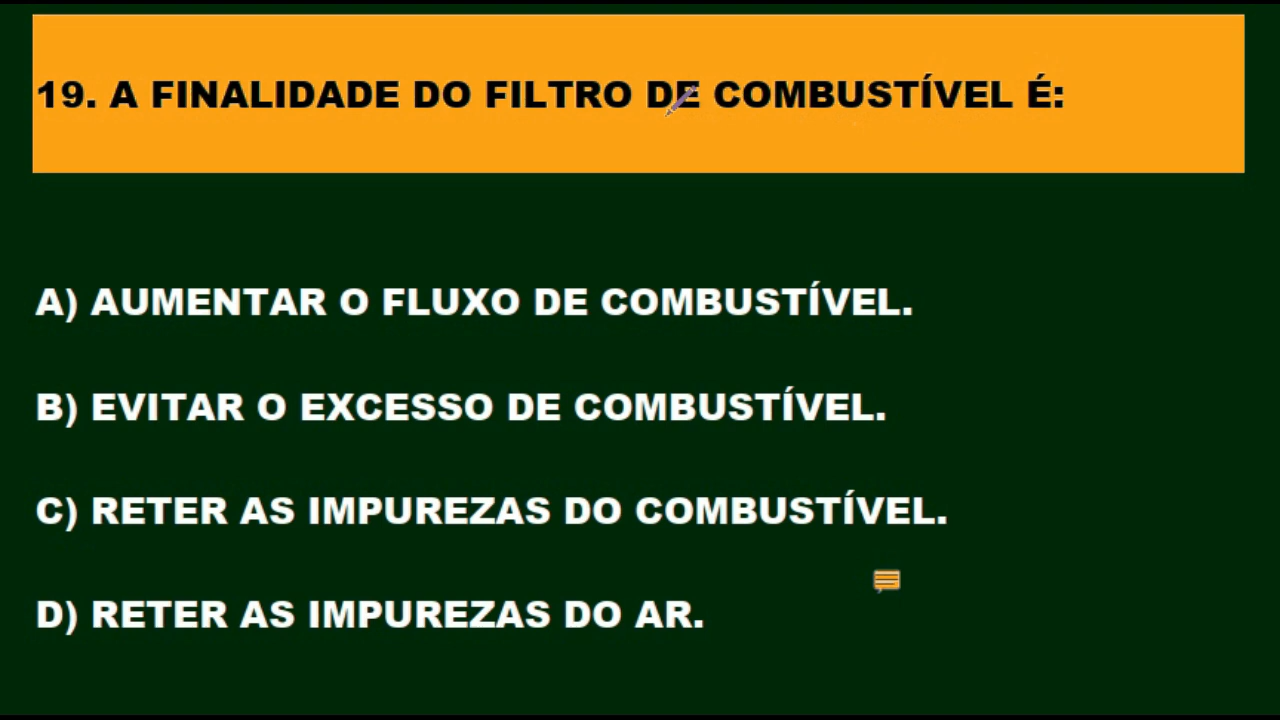 19. A FINALIDADE DO FILTRO DE COMBUSTÍVEL É:
A) AUMENTAR O FLUXO DE COMBUSTÍVEL.
B) EVITAR O EXCESSO DE COMBUSTÍVEL.
C) RETER AS IMPUREZAS DO COMBUSTÍVEL.
D) RETER AS IMPUREZAS DO AR.